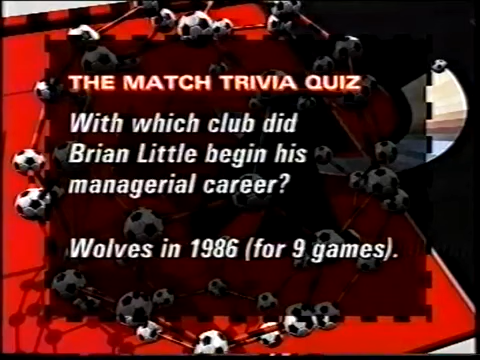 THE MATCH TRIVIA QUIZ
With which club did
Brian Little begin his
managerial career?
Wolves in 1986 (for 9 games).